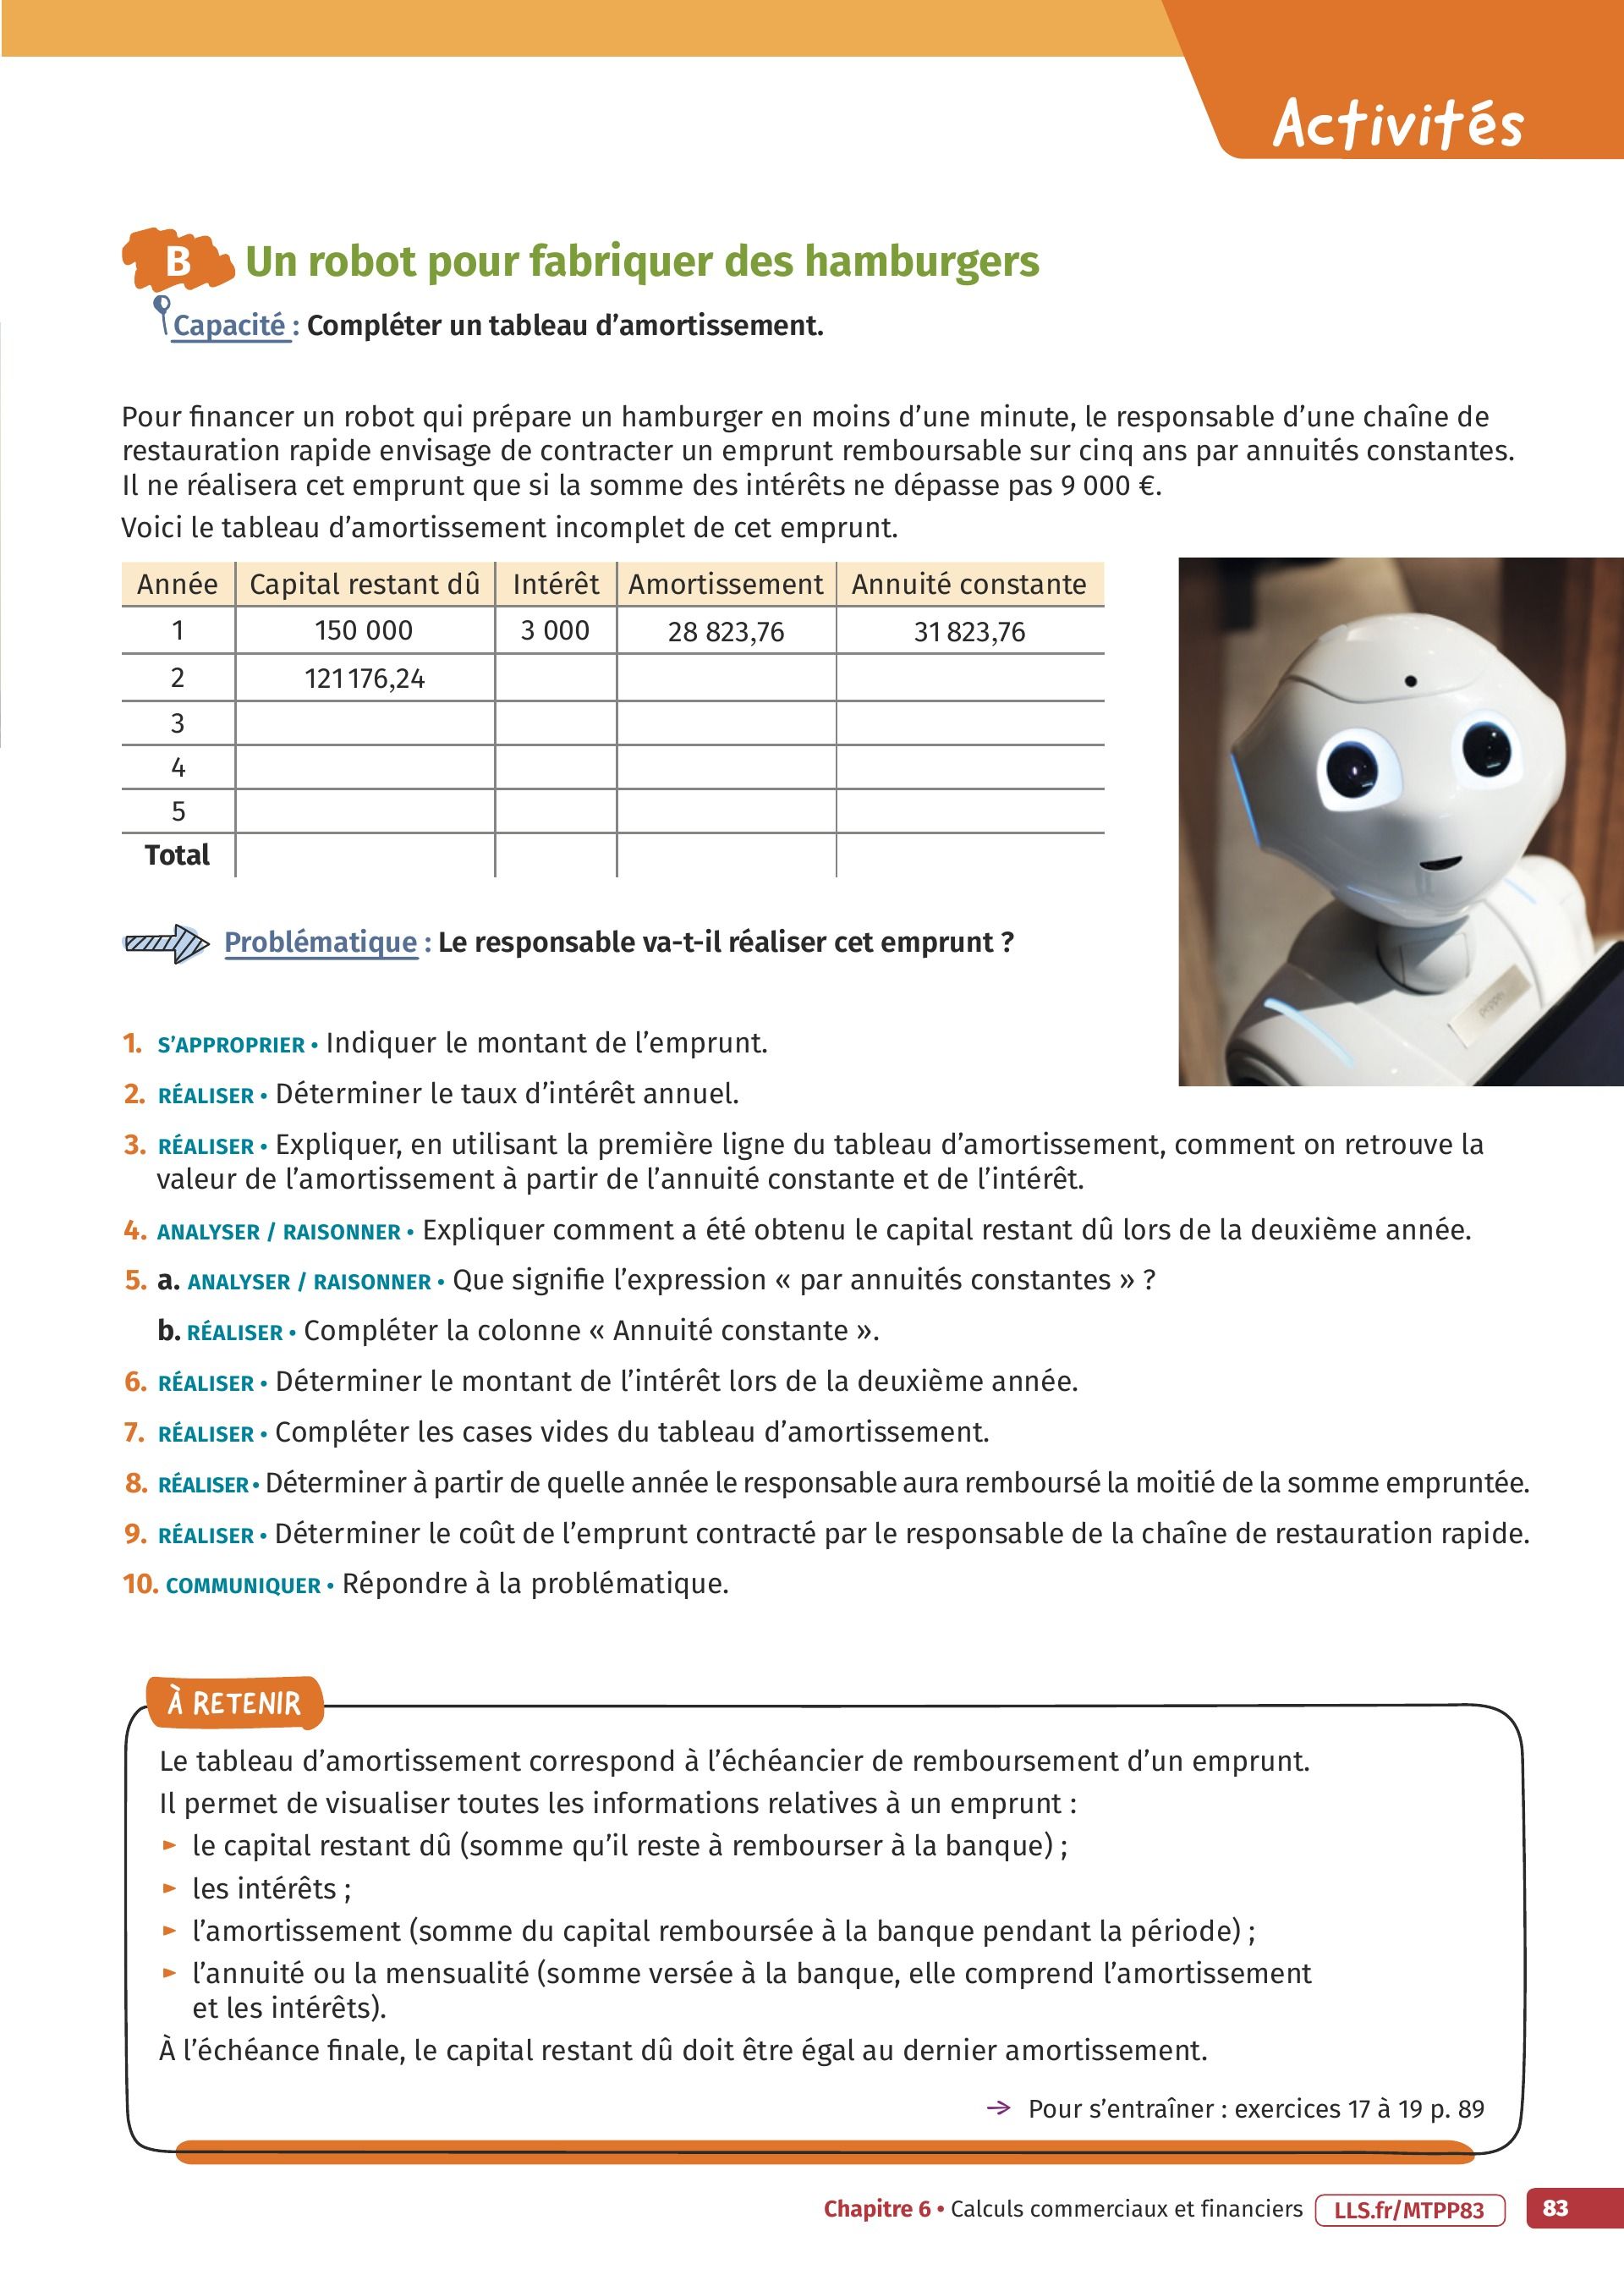 Activités
B Un robot pour fabriquer des hamburgers
Capacité : Compléter un tableau d’amortissement.
Pour financer un robot qui prépare un hamburger en moins d’une minute, le responsable d’une chaîne de
restauration rapide envisage de contracter un emprunt remboursable sur cinq ans par annuités constantes.
Il ne réalisera cet emprunt que si la somme des intérêts ne dépasse pas 9 000 €.
Voici le tableau d’amortissement incomplet de cet emprunt.
Année Capital restant dû Intérêt Amortissement Annuité constante
1 150 000 3 000 28 823,76 31 823,76
2 121 176,24
3
4
5
Total
Problématique : Le responsable va-t-il réaliser cet emprunt ?
1. S’APPROPRIER • Indiquer le montant de l’emprunt.
2. RÉALISER • Déterminer le taux d’intérêt annuel.
3. RÉALISER • Expliquer, en utilisant la première ligne du tableau d’amortissement, comment on retrouve la
valeur de l’amortissement à partir de l’annuité constante et de l’intérêt.
4. ANALYSER / RAISONNER • Expliquer comment a été obtenu le capital restant dû lors de la deuxième année.
5. a. ANALYSER / RAISONNER • Que signifie l’expression « par annuités constantes » ?
b. RÉALISER • Compléter la colonne « Annuité constante ».
6. RÉALISER • Déterminer le montant de l’intérêt lors de la deuxième année.
7. RÉALISER • Compléter les cases vides du tableau d’amortissement.
8. RÉALISER • Déterminer à partir de quelle année le responsable aura remboursé la moitié de la somme empruntée.
9. RÉALISER • Déterminer le coût de l’emprunt contracté par le responsable de la chaîne de restauration rapide.
10. COMMUNIQUER • Répondre à la problématique.
À RETENIR
Le tableau d’amortissement correspond à l’échéancier de remboursement d’un emprunt.
Il permet de visualiser toutes les informations relatives à un emprunt :
► le capital restant dû (somme qu’il reste à rembourser à la banque) ;
► les intérêts ;
► l’amortissement (somme du capital remboursée à la banque pendant la période) ;
► l’annuité ou la mensualité (somme versée à la banque, elle comprend l’amortissement
et les intérêts).
À l’échéance finale, le capital restant dû doit être égal au dernier amortissement.
→ Pour s’entraîner : exercices 17 à 19 p. 89
Chapitre 6 • Calculs commerciaux et financiers LLS.fr/MTPP83 83